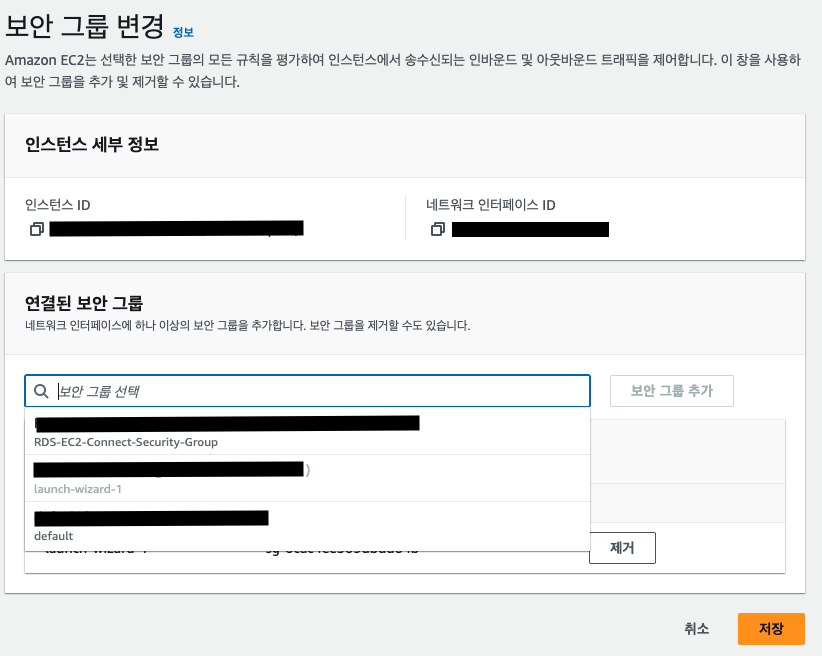 보안 그룹 변경 정보
Amazon EC2는 선택한 보안 그룹의 모든 규칙을 평가하여 인스턴스에서 송수신되는 인바운드 및 아웃바운드 트래픽을 제어합니다. 이 창을 사용하
여 보안 그룹을 추가 및 제거할 수 있습니다.
인스턴스 세부 정보
인스턴스 ID
네트워크 인터페이스 ID
연결된 보안 그룹
네트워크 인터페이스에 하나 이상의 보안 그룹을 추가합니다. 보안 그룹을 제거할 수도 있습니다.
보안 그룹 선택
보안 그룹 추가
RDS-EC2-Connect-Security-Group
)
launch-wizard-1
default
제거
취소
저장